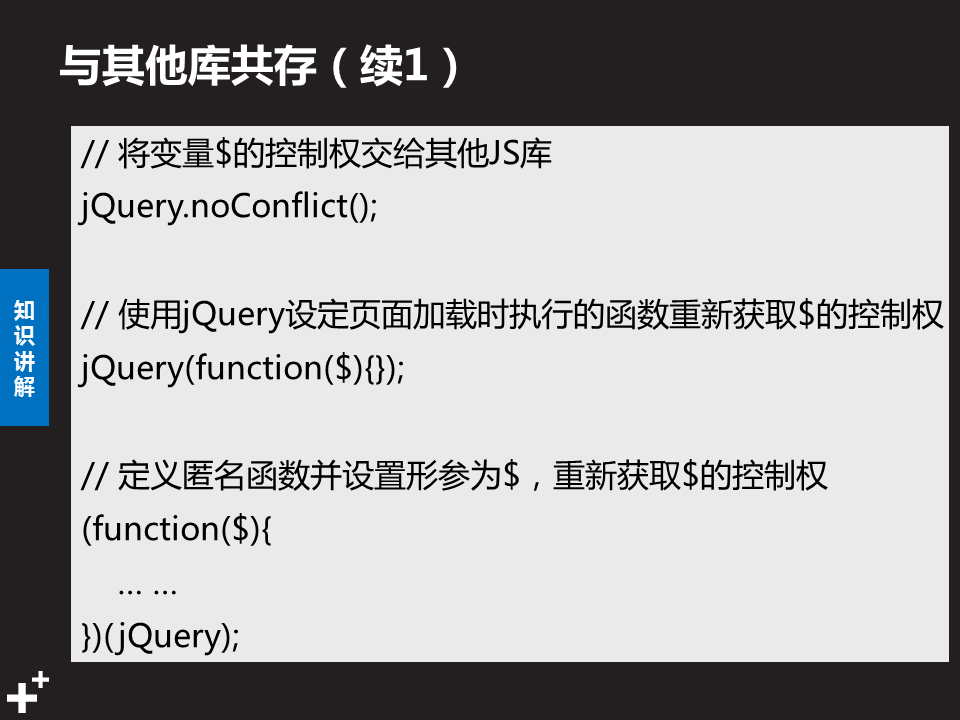 与其他库共存（续1）
// 将变量$的控制权交给其他JS库
jQuery.noConflict();
// 使用jQuery设定页面加载时执行的函数重新获取$的控制权
jQuery(function($){});
// 定义匿名函数并设置形参为$，重新获取$的控制权
(function($){
… …
})(jQuery);
知识讲解